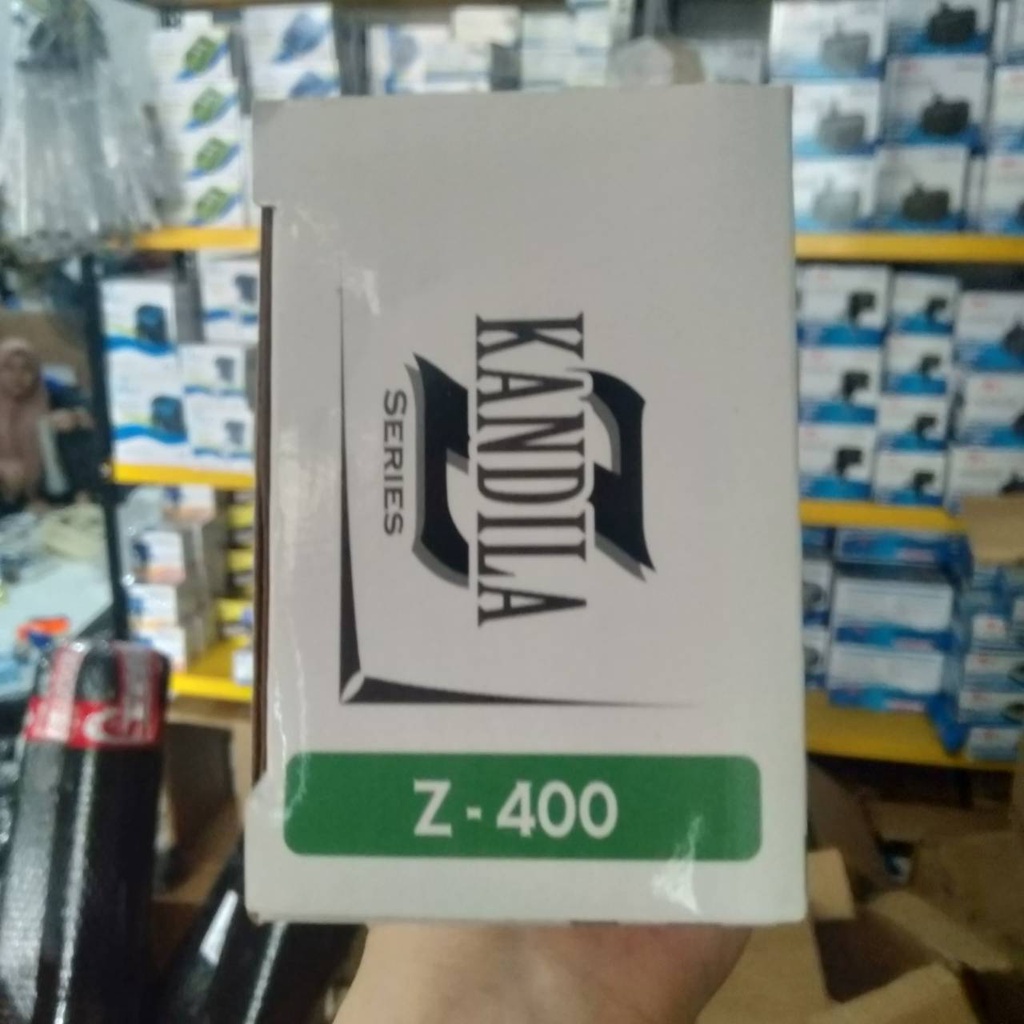 KANDILA
SERIES
Z - 400